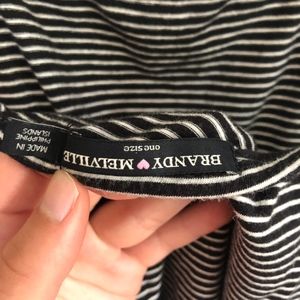 BRANDY MELVILLE
one size
MADE IN
PHILIPPINE
ISLANDS